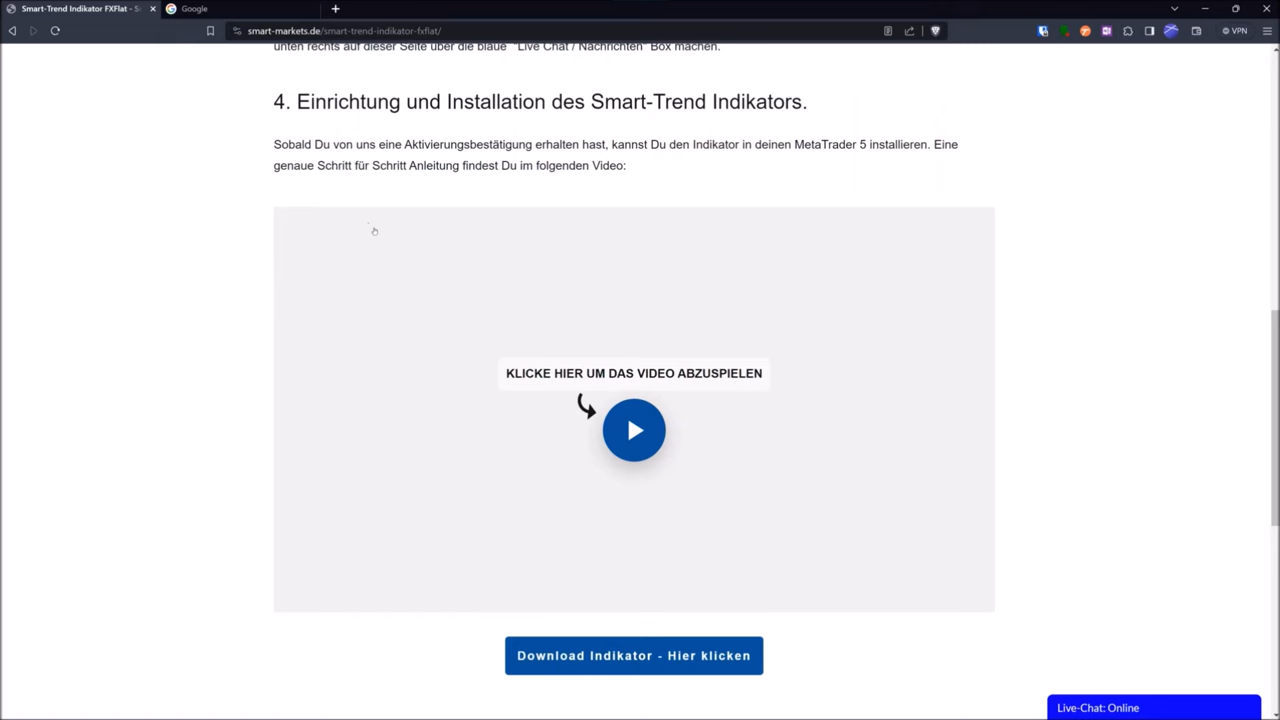 Smart-Trend Indikator FXFlat - S
Google
smart-markets.de/smart-trend-indikator-fxflat/
VPN
unten rechts auf dieser Seite über die blaue "Live Chat / Nachrichten" Box machen.
4. Einrichtung und Installation des Smart-Trend Indikators.
Sobald Du von uns eine Aktivierungsbestätigung erhalten hast, kannst Du den Indikator in deinen MetaTrader 5 installieren. Eine
genaue Schritt für Schritt Anleitung findest Du im folgenden Video:
KLICKE HIER UM DAS VIDEO ABZUSPIELEN
Download Indikator - Hier klicken
Live-Chat: Online